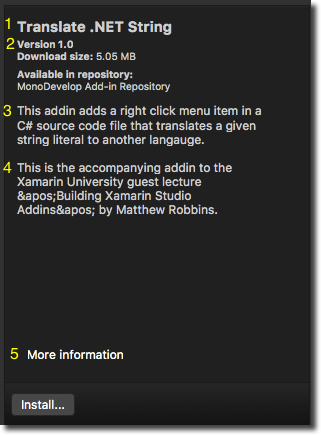 1 Translate .NET String
2 Version 1.0
Download size: 5.05 MB
Available in repository:
MonoDevelop Add-in Repository
3 This addin adds a right click menu item in a
C# source code file that translates a given
string literal to another langauge.
4 This is the accompanying addin to the
Xamarin University guest lecture
&apos;Building Xamarin Studio
Addins&apos; by Matthew Robbins.
5 More information
Install...